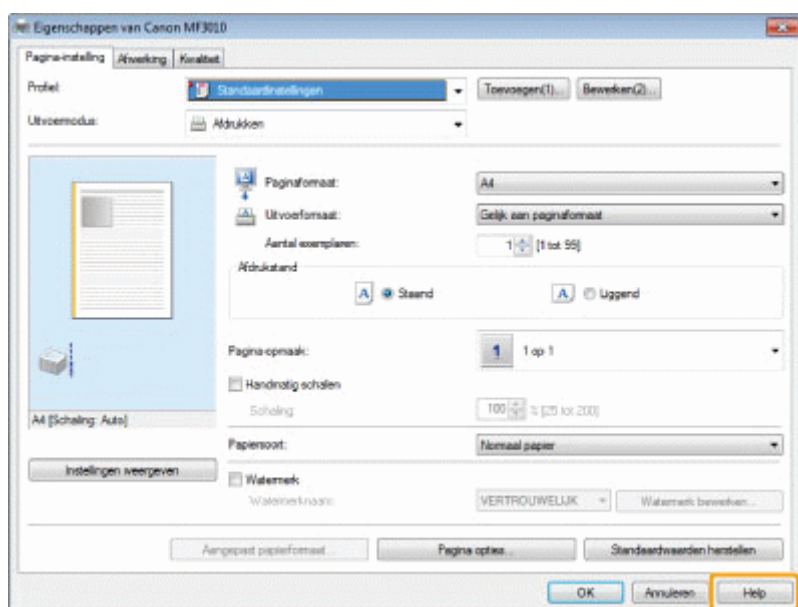 Eigenschappen van Canon MF3010
Pagina-instelling Afwerking Kwaliteit
Profiel: Standaardinstellingen Toevoegen(1)... Bewerken(2)...
Uitvoermodus: Afdrukken
Paginaformaat: A4
Uitvoerformaat: Gelijk aan paginaformaat
Aantal exemplaren: 1 [1 tot 99]
Afdrukstand
A Staand A Liggend
Pagina-opmaak: 1 1 op 1
Handmatig schalen
Schaling: 100 % [25 tot 200]
A4 [Schaling: Auto]
Papiersoort: Normaal papier
Instellingen weergeven
Watermerk
Watermerknaam: VERTROUWELIJK Watermerk bewerken...
Aangepast papierformaat... Pagina opties... Standaardwaarden herstellen
OK Annuleren Help